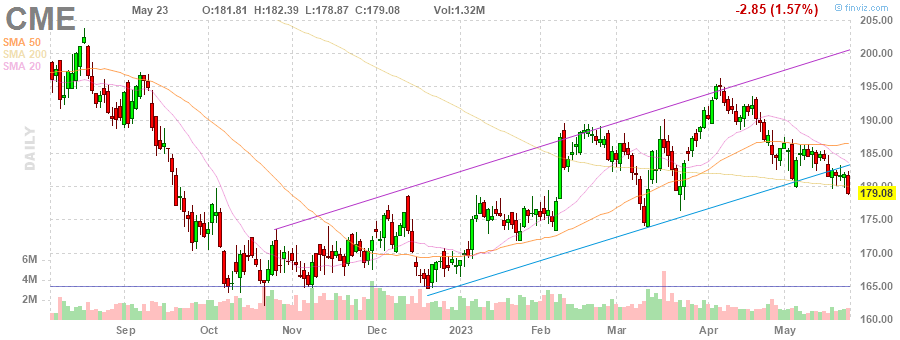 CME May 23 O:181.81 H:182.39 L:178.87 C:179.08 Vol:1.32M -2.85 (1.57%) @ finviz.com
SMA 50
SMA 200
SMA 20
DAILY
205.00
200.00
195.00
190.00
185.00
180.00
179.08
175.00
170.00
165.00
160.00
6M
4M
2M
Sep Oct Nov Dec 2023 Feb Mar Apr May